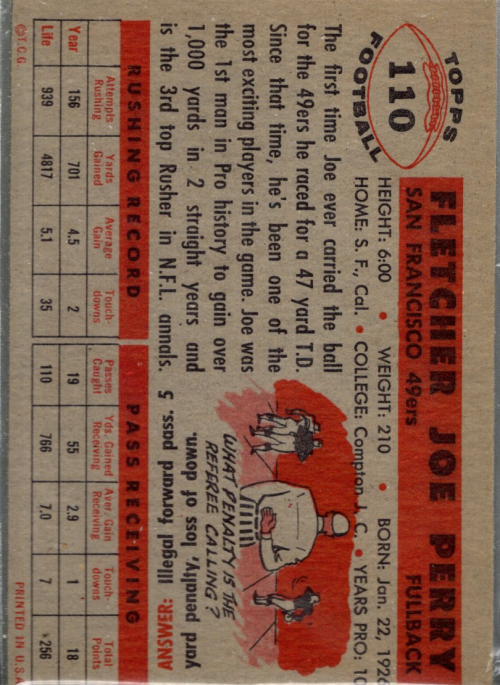 TOPPS
110
FOOTBALL
FLETCHER JOE PERRY
SAN FRANCISCO 49ers FULLBACK
HEIGHT: 6:00 • WEIGHT: 210 • BORN: Jan. 22, 1926
HOME: S. F., Cal. • COLLEGE: Compton J. C. • YEARS PRO: 10
The first time Joe ever carried the ball
for the 49ers he raced for a 47 yard T.D.
Since that time, he's been one of the
most exciting players in the game. Joe was
the 1st man in Pro history to gain over
1,000 yards in 2 straight years and
is the 3rd top Rusher in N.F.L. annals.
WHAT PENALTY IS THE
REFEREE CALLING?
ANSWER: Illegal forward pass. 5
yard penalty, loss of down.
RUSHING RECORD PASS RECEIVING
Year Attempts Rushing Yards Gained Average Gain Touch-downs Passes Caught Yds. Gained Receiving Aver. Gain Receiving Touch-downs Total Points
Year 156 701 4.5 2 19 55 2.9 1 18
Life 939 4817 5.1 35 110 766 7.0 7 256
©T.C.G. PRINTED IN U.S.A